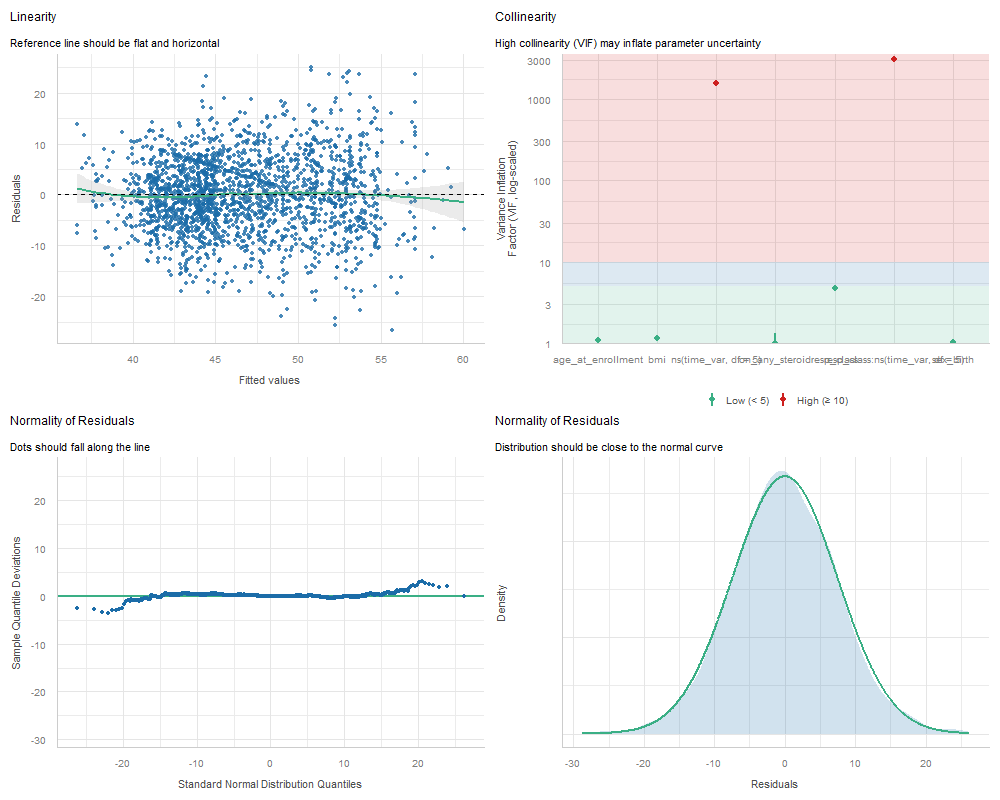 Linearity
Reference line should be flat and horizontal
Residuals
20
10
0
-10
-20
40
45
50
55
60
Fitted values
Collinearity
High collinearity (VIF) may inflate parameter uncertainty
Variance Inflation
Factor (VIF, log-scaled)
3000
1000
300
100
30
10
3
1
age_at_enrollment bmi ns(time_var,
Low (< 5) High (≥ 10)
Normality of Residuals
Dots should fall along the line
Sample Quantile Deviations
20
10
0
-10
-20
-30
-20
-10
0
10
20
Standard Normal Distribution Quantiles
Normality of Residuals
Distribution should be close to the normal curve
Density
-30
-20
-10
0
10
20
Residuals